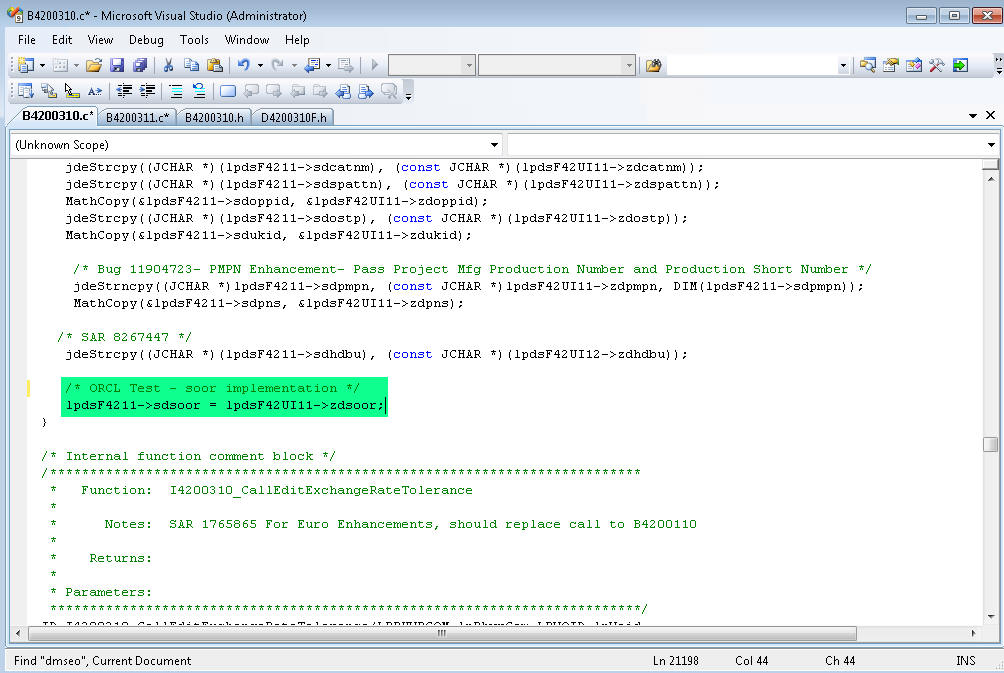 B4200310.c* - Microsoft Visual Studio (Administrator)
File Edit View Debug Tools Window Help
B4200310.c* B4200311.c* B4200310.h D4200310F.h
(Unknown Scope)
jdeStrcpy((JCHAR *)(lpdsF4211->sdcatnm), (const JCHAR *)(lpdsF42UI11->zdcatnm));
jdeStrcpy((JCHAR *)(lpdsF4211->sdspattn), (const JCHAR *)(lpdsF42UI11->zdspattn));
MathCopy(&lpdsF4211->sdoppid, &lpdsF42UI11->zdoppid);
jdeStrcpy((JCHAR *)(lpdsF4211->sdostp), (const JCHAR *)(lpdsF42UI11->zdostp));
MathCopy(&lpdsF4211->sdukid, &lpdsF42UI11->zdukid);
/* Bug 11904723- PMPN Enhancement- Pass Project Mfg Production Number and Production Short Number */
jdeStrncpy((JCHAR *)lpdsF4211->sdpmpn, (const JCHAR *)lpdsF42UI11->zdpmpn, DIM(lpdsF4211->sdpmpn));
MathCopy(&lpdsF4211->sdpns, &lpdsF42UI11->zdpns);
/* SAR 8267447 */
jdeStrcpy((JCHAR *)(lpdsF4211->sdhdbu), (const JCHAR *)(lpdsF42UI12->zdhdbu));
/* ORCL Test - soor implementation */
lpdsF4211->sdsoor = lpdsF42UI11->zdsoor;
}
/* Internal function comment block */
/**************************************************************************
* Function: I4200310_CallEditExchangeRateTolerance
*
* Notes: SAR 1765865 For Euro Enhancements, should replace call to B4200110
*
* Returns:
*
* Parameters:
**************************************************************************/
Find "dmseo", Current Document Ln 21198 Col 44 Ch 44 INS